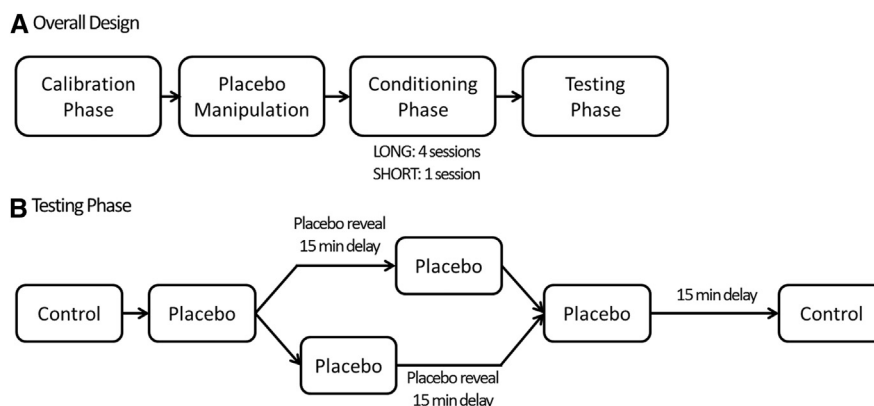 A Overall Design
Calibration
Phase
Placebo
Manipulation
Conditioning
Phase
Testing
Phase
LONG: 4 sessions
SHORT: 1 session
B Testing Phase
Placebo reveal
15 min delay
Placebo
Control
Placebo
Placebo
15 min delay
Control
Placebo
Placebo reveal
15 min delay